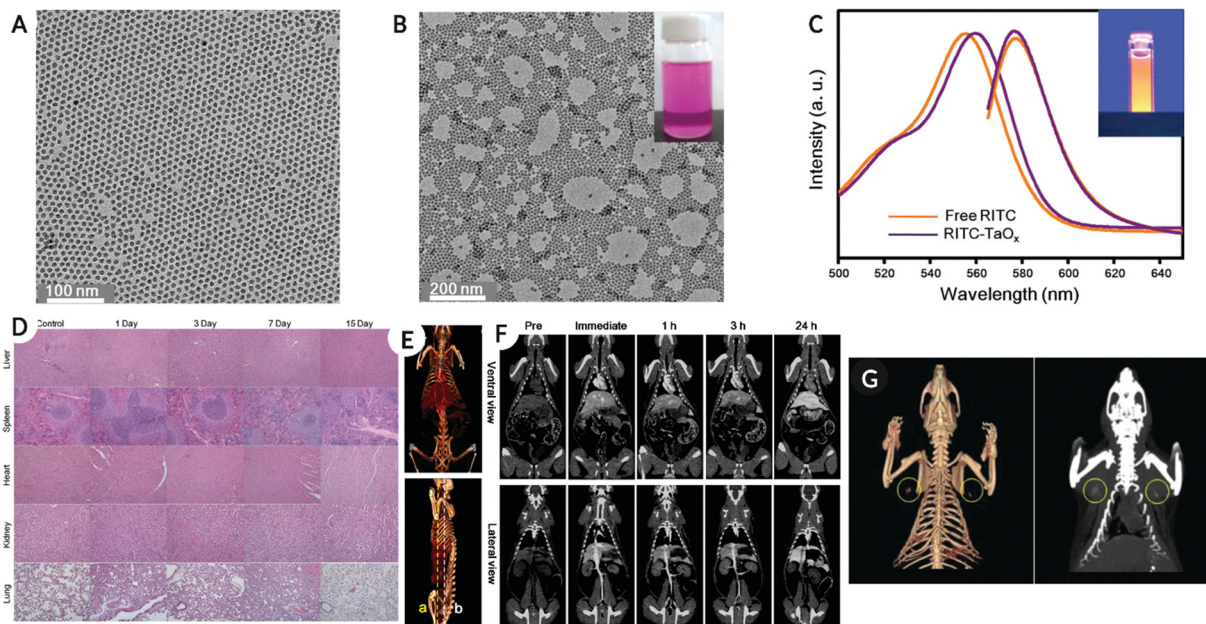 A
100 nm
B
200 nm
C
Intensity (a. u.)
Free RITC
RITC-TaOx
500 520 540 560 580 600 620 640
Wavelength (nm)
D
Control 1 Day 3 Day 7 Day 15 Day
Liver
Spleen
Heart
Kidney
Lung
E
a b
F
Pre Immediate 1 h 3 h 24 h
Ventral view
Lateral view
G